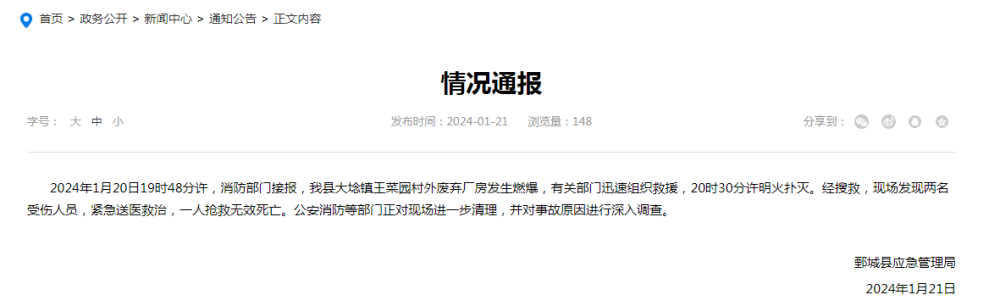 首页 > 政务公开 > 新闻中心 > 通知公告 > 正文内容
情况通报
字号： 大 中 小 发布时间：2024-01-21 浏览量：148 分享到：
2024年1月20日19时48分许，消防部门接报，我县大埝镇王菜园村外废弃厂房发生燃爆，有关部门迅速组织救援，20时30分许明火扑灭。经搜救，现场发现两名
受伤人员，紧急送医救治，一人抢救无效死亡。公安消防等部门正对现场进一步清理，并对事故原因进行深入调查。
鄄城县应急管理局
2024年1月21日